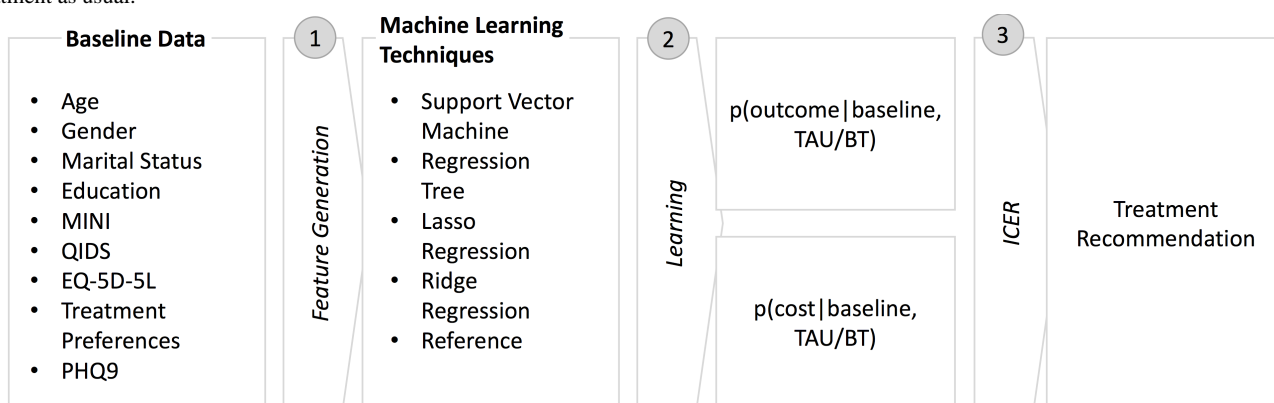 tment as usual.
Baseline Data
• Age
• Gender
• Marital Status
• Education
• MINI
• QIDS
• EQ-5D-5L
• Treatment
Preferences
• PHQ9
1
Feature Generation
Machine Learning
Techniques
• Support Vector
Machine
• Regression
Tree
• Lasso
Regression
• Ridge
Regression
• Reference
2
Learning
p(outcome|baseline,
TAU/BT)
p(cost|baseline,
TAU/BT)
3
ICER
Treatment
Recommendation